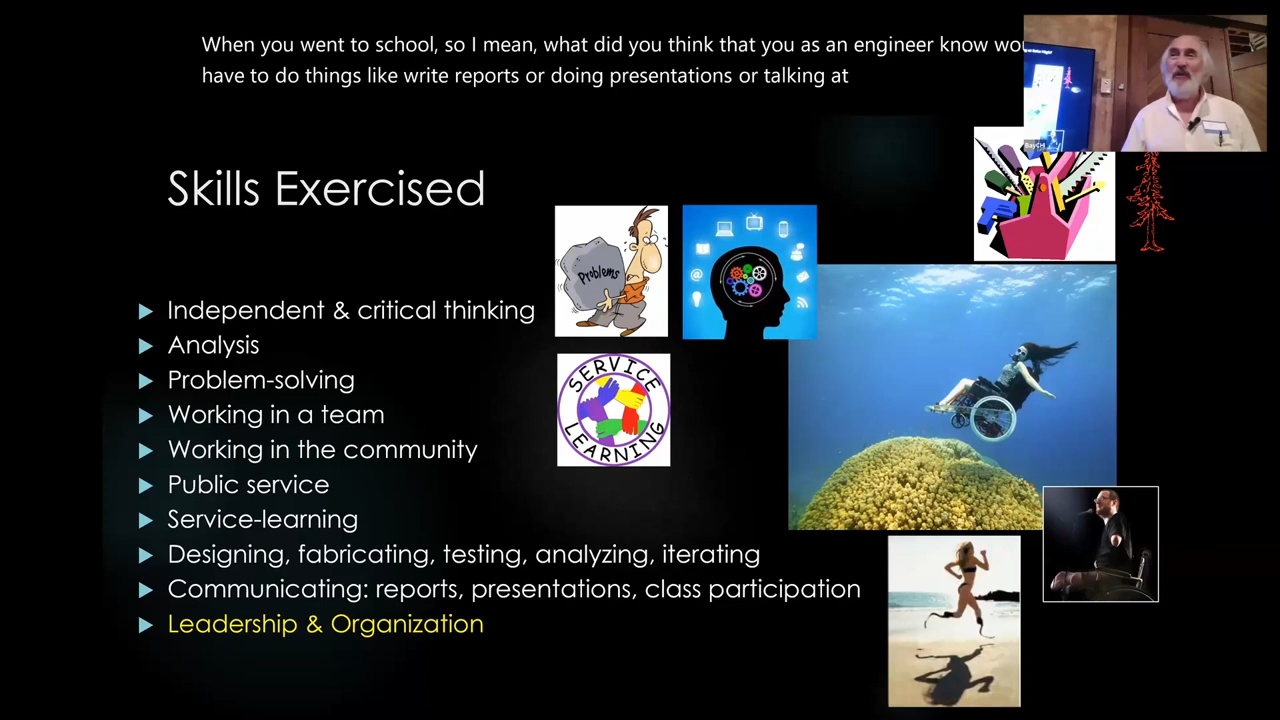 When you went to school, so I mean, what did you think that you as an engineer know
have to do things like write reports or doing presentations or talking at
BayCHI
Skills Exercised
Problems
SERVICE
LEARNING
Independent & critical thinking
Analysis
Problem-solving
Working in a team
Working in the community
Public service
Service-learning
Designing, fabricating, testing, analyzing, iterating
Communicating: reports, presentations, class participation
Leadership & Organization